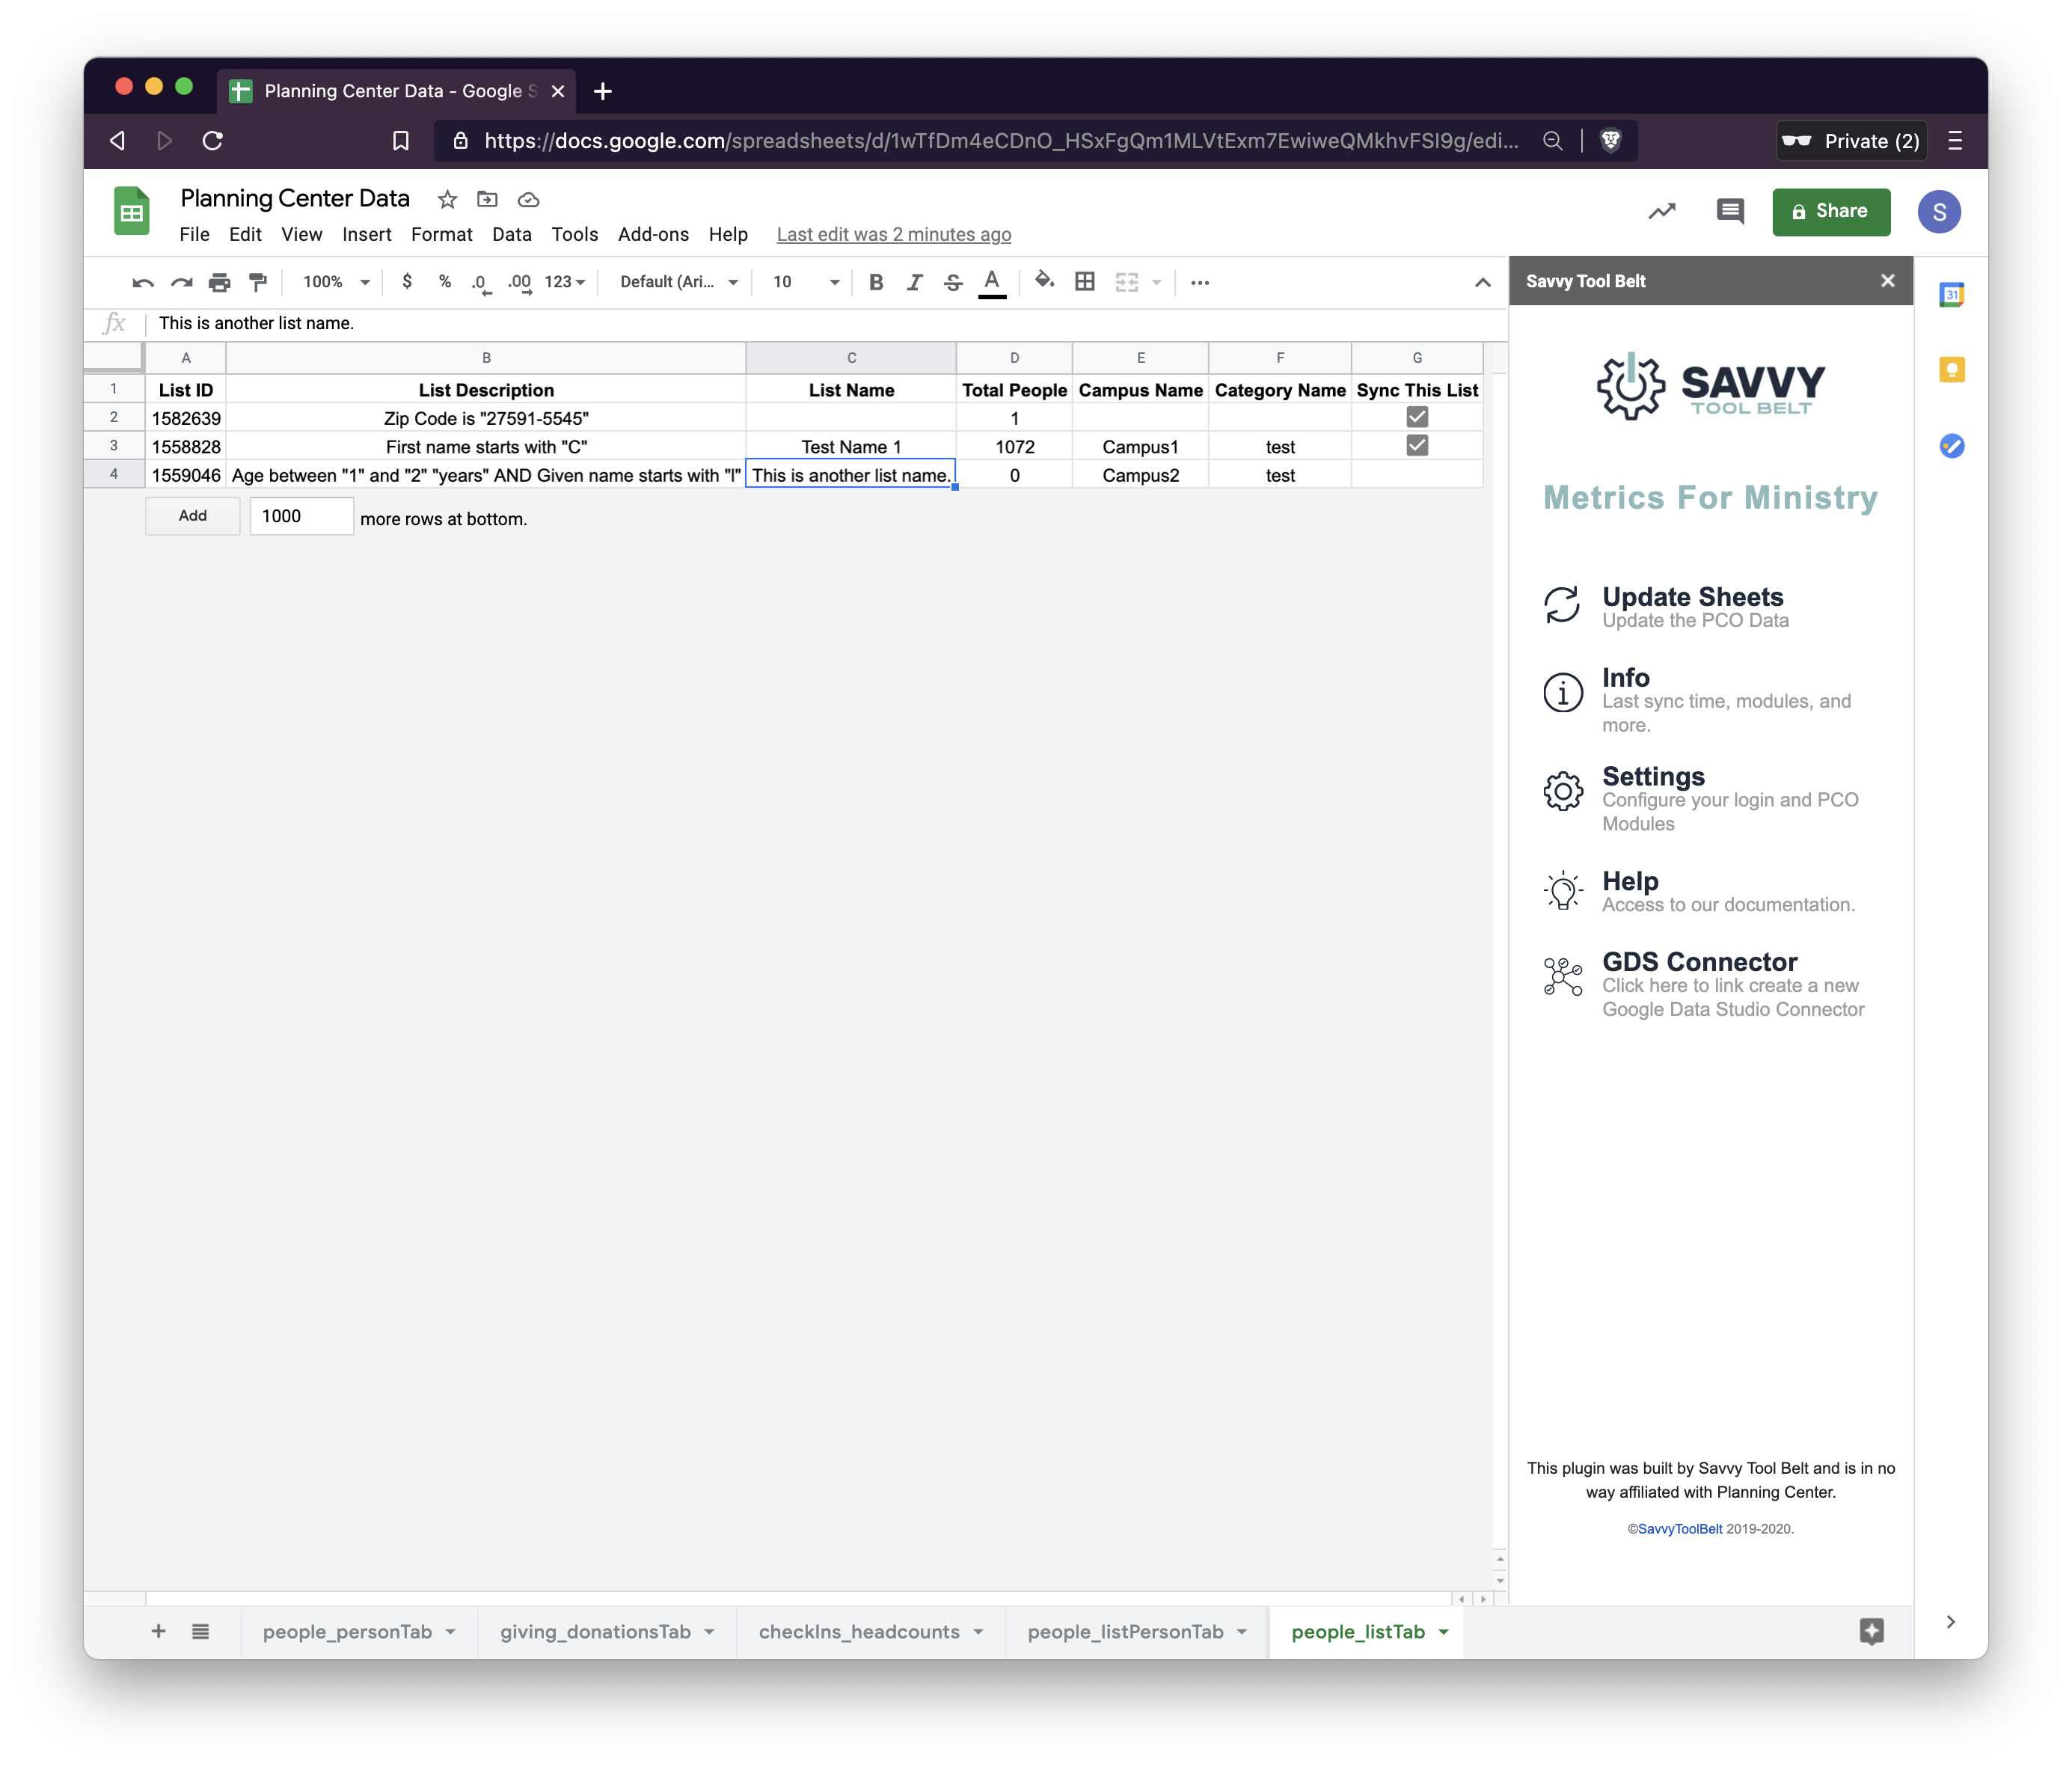 Planning Center Data - Google S
https://docs.google.com/spreadsheets/d/1wTfDm4eCDnO_HSxFgQm1MLVtExm7EwiweQMkhvFSI9g/edi...
Private (2)
Planning Center Data
Share
S
File Edit View Insert Format Data Tools Add-ons Help Last edit was 2 minutes ago
100% $ % .0 .00 123 Default (Ari... 10 B I S A ...
Savvy Tool Belt
31
fx This is another list name.
A B C D E F G
1 List ID List Description List Name Total People Campus Name Category Name Sync This List
2 1582639 Zip Code is "27591-5545" 1
3 1558828 First name starts with "C" Test Name 1 1072 Campus1 test
4 1559046 Age between "1" and "2" "years" AND Given name starts with "I" This is another list name. 0 Campus2 test
Add 1000 more rows at bottom.
SAVVY
TOOL BELT
Metrics For Ministry
Update Sheets
Update the PCO Data
Info
Last sync time, modules, and
more.
Settings
Configure your login and PCO
Modules
Help
Access to our documentation.
GDS Connector
Click here to link create a new
Google Data Studio Connector
This plugin was built by Savvy Tool Belt and is in no
way affiliated with Planning Center.
©SavvyToolBelt 2019-2020.
people_personTab giving_donationsTab checkIns_headcounts people_listPersonTab people_listTab